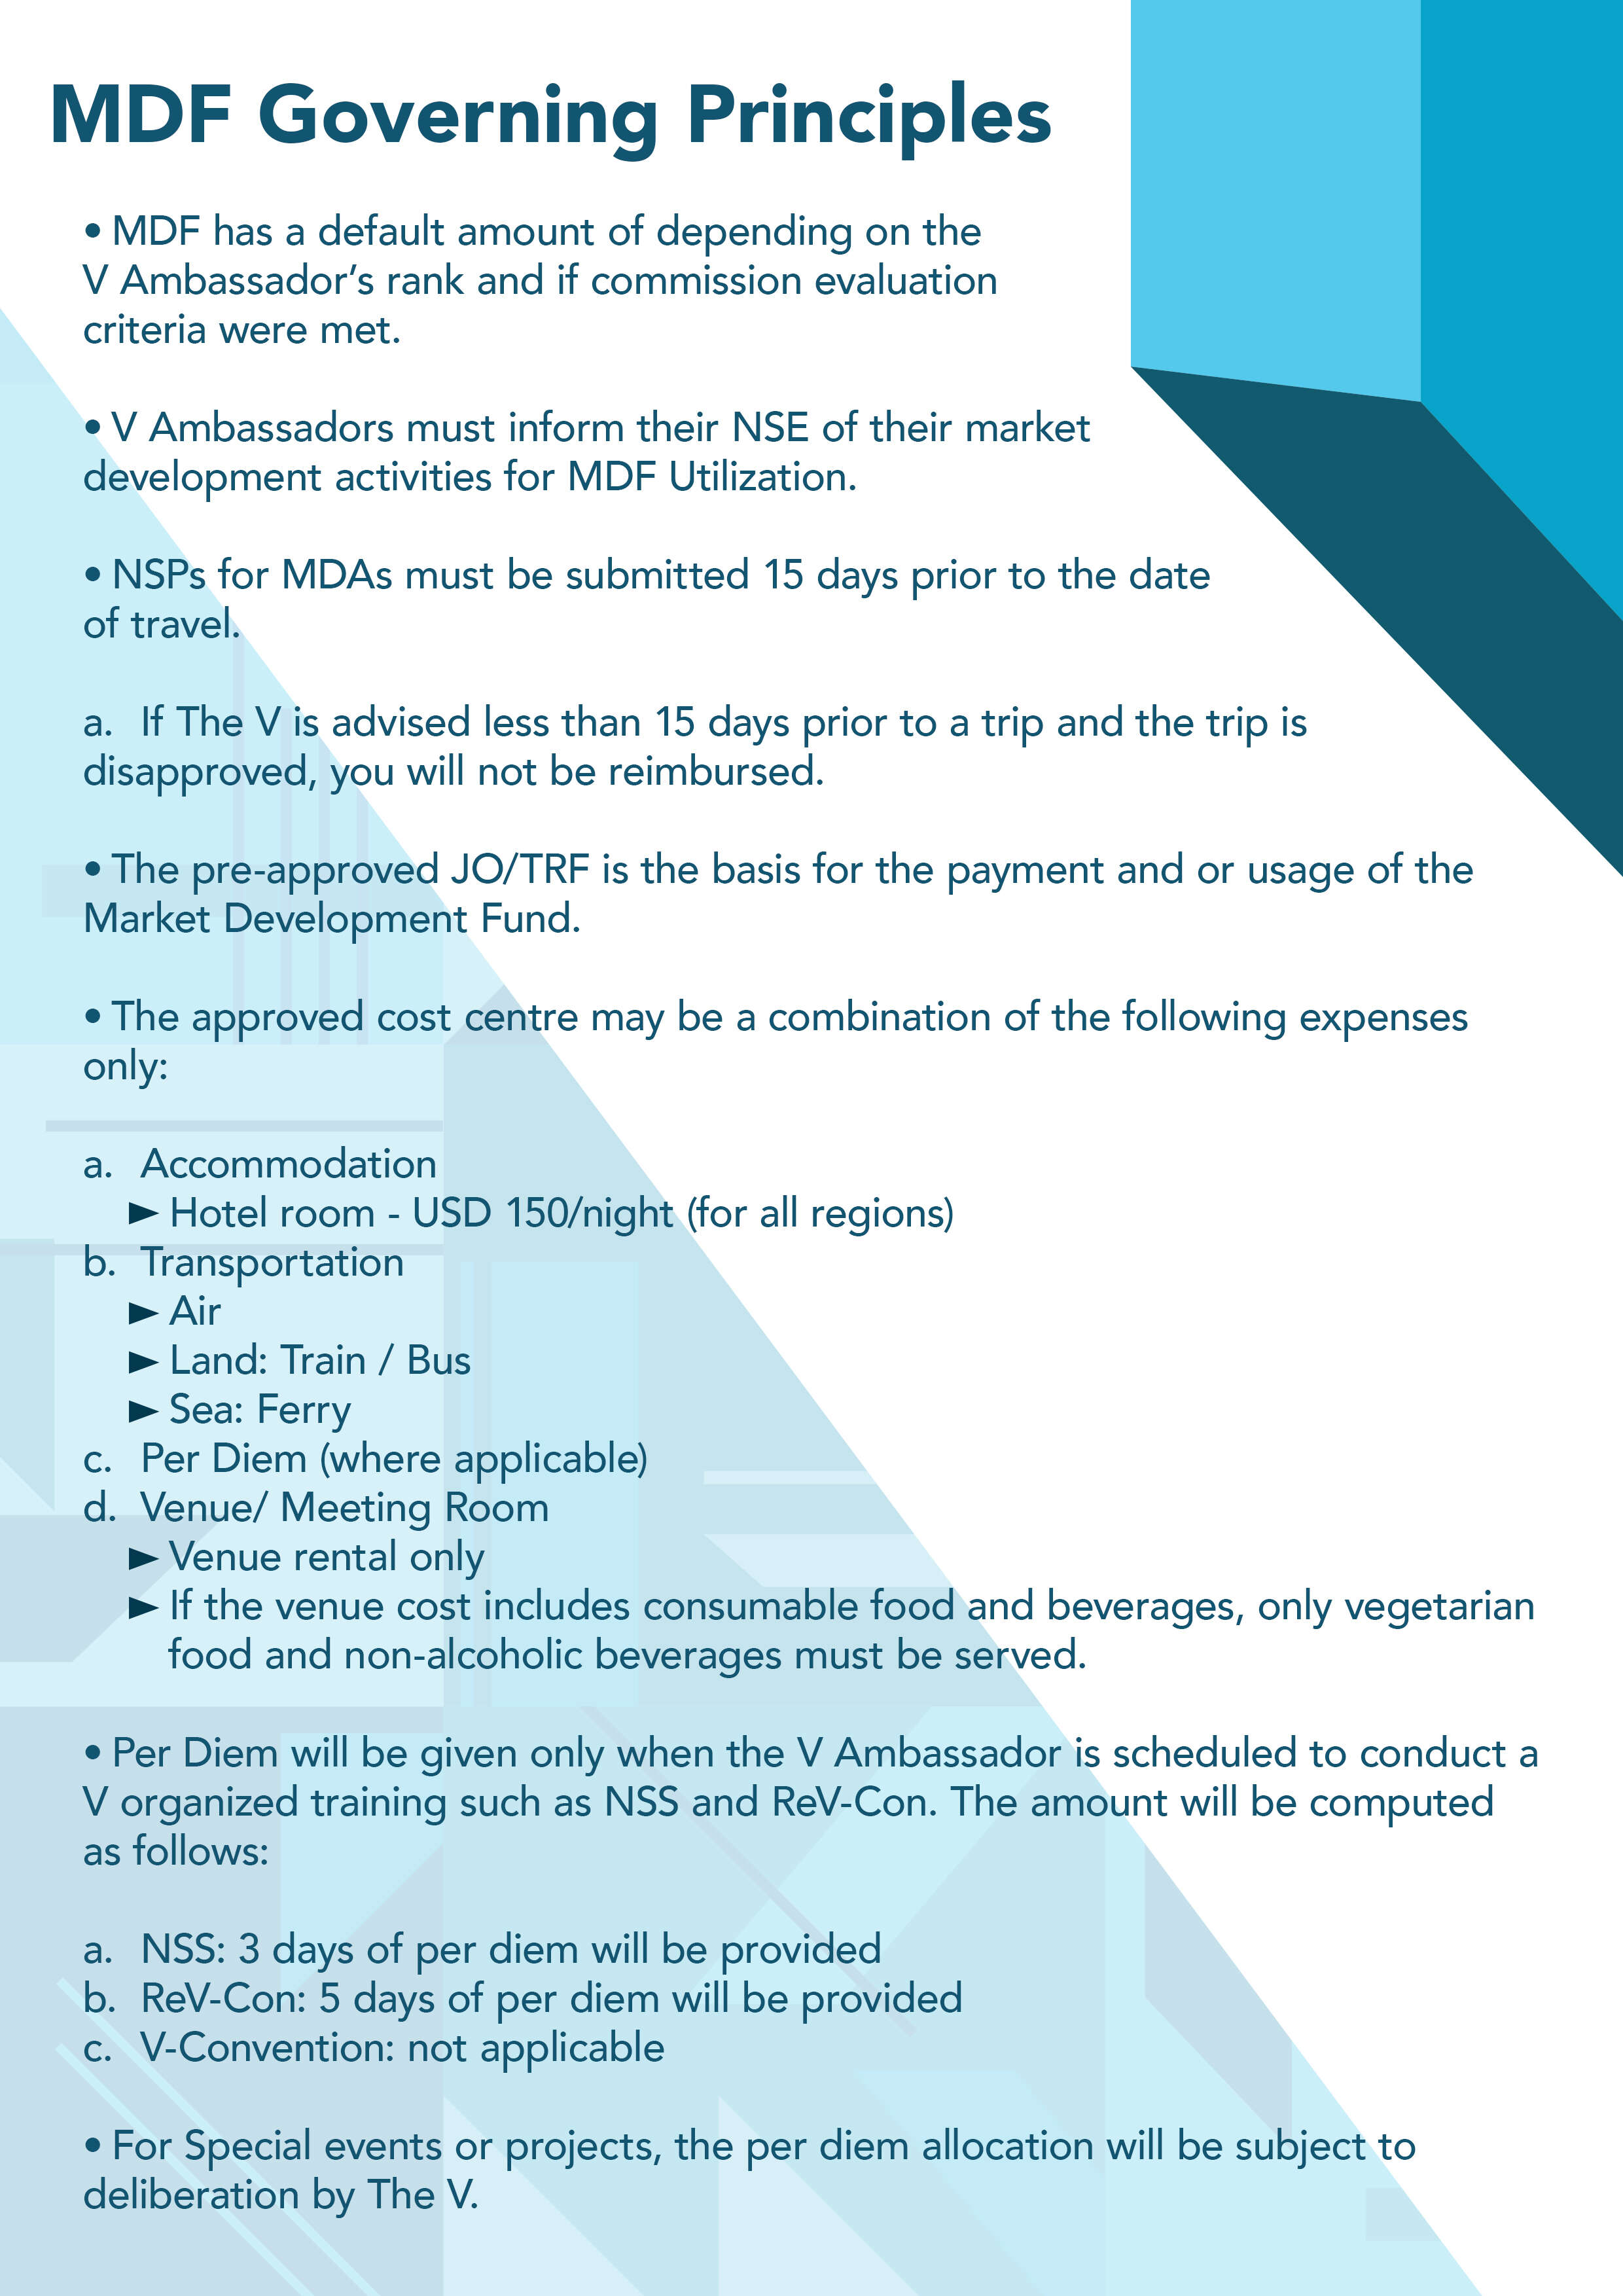 MDF Governing Principles
• MDF has a default amount of depending on the
V Ambassador’s rank and if commission evaluation
criteria were met.
• V Ambassadors must inform their NSE of their market
development activities for MDF Utilization.
• NSPs for MDAs must be submitted 15 days prior to the date
of travel.
a. If The V is advised less than 15 days prior to a trip and the trip is
disapproved, you will not be reimbursed.
• The pre-approved JO/TRF is the basis for the payment and or usage of the
Market Development Fund.
• The approved cost centre may be a combination of the following expenses
only:
a. Accommodation
► Hotel room - USD 150/night (for all regions)
b. Transportation
► Air
► Land: Train / Bus
► Sea: Ferry
c. Per Diem (where applicable)
d. Venue/ Meeting Room
► Venue rental only
► If the venue cost includes consumable food and beverages, only vegetarian
food and non-alcoholic beverages must be served.
• Per Diem will be given only when the V Ambassador is scheduled to conduct a
V organized training such as NSS and ReV-Con. The amount will be computed
as follows:
a. NSS: 3 days of per diem will be provided
b. ReV-Con: 5 days of per diem will be provided
c. V-Convention: not applicable
• For Special events or projects, the per diem allocation will be subject to
deliberation by The V.